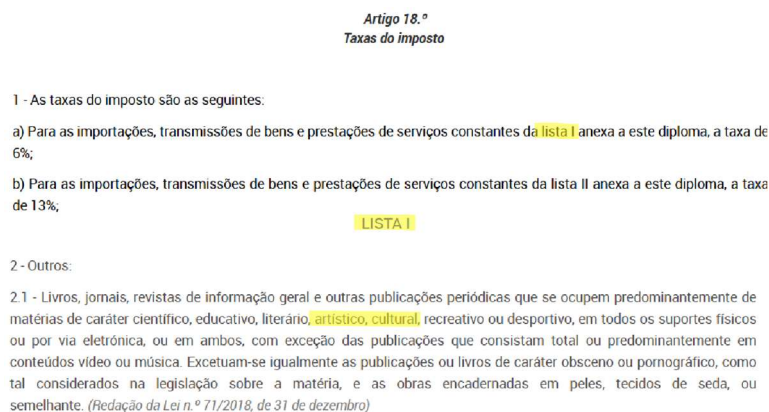 Artigo 18.º
Taxas do imposto
1 - As taxas do imposto são as seguintes:
a) Para as importações, transmissões de bens e prestações de serviços constantes da lista I anexa a este diploma, a taxa de
6%;
b) Para as importações, transmissões de bens e prestações de serviços constantes da lista II anexa a este diploma, a taxa
de 13%;
LISTA I
2 - Outros:
2.1 - Livros, jornais, revistas de informação geral e outras publicações periódicas que se ocupem predominantemente de
matérias de caráter científico, educativo, literário, artístico, cultural, recreativo ou desportivo, em todos os suportes físicos
ou por via eletrónica, ou em ambos, com exceção das publicações que consistam total ou predominantemente em
conteúdos vídeo ou música. Excetuam-se igualmente as publicações ou livros de caráter obsceno ou pornográfico, como
tal considerados na legislação sobre a matéria, e as obras encadernadas em peles, tecidos de seda, ou
semelhante. (Redação da Lei n.º 71/2018, de 31 de dezembro)